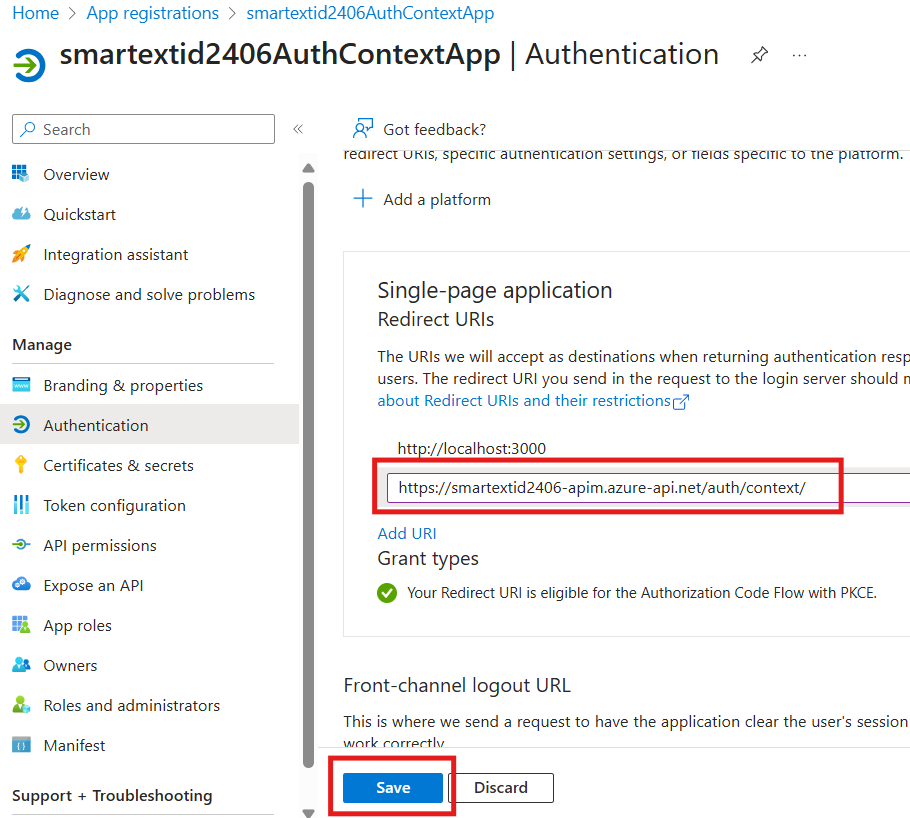 Home > App registrations > smartextid2406AuthContextApp
smartextid2406AuthContextApp | Authentication
Search
Got feedback?
redirect URIs, specific authentication settings, or fields specific to the platform.
Overview
Add a platform
Quickstart
Integration assistant
Diagnose and solve problems
Manage
Branding & properties
Authentication
Certificates & secrets
Token configuration
API permissions
Expose an API
App roles
Owners
Roles and administrators
Manifest
Support + Troubleshooting
Single-page application
Redirect URIs
The URIs we will accept as destinations when returning authentication resp
users. The redirect URI you send in the request to the login server should m
about Redirect URIs and their restrictions
http://localhost:3000
https://smartextid2406-apim.azure-api.net/auth/context/
Add URI
Grant types
Your Redirect URI is eligible for the Authorization Code Flow with PKCE.
Front-channel logout URL
This is where we send a request to have the application clear the user's session
work correctly.
Save
Discard